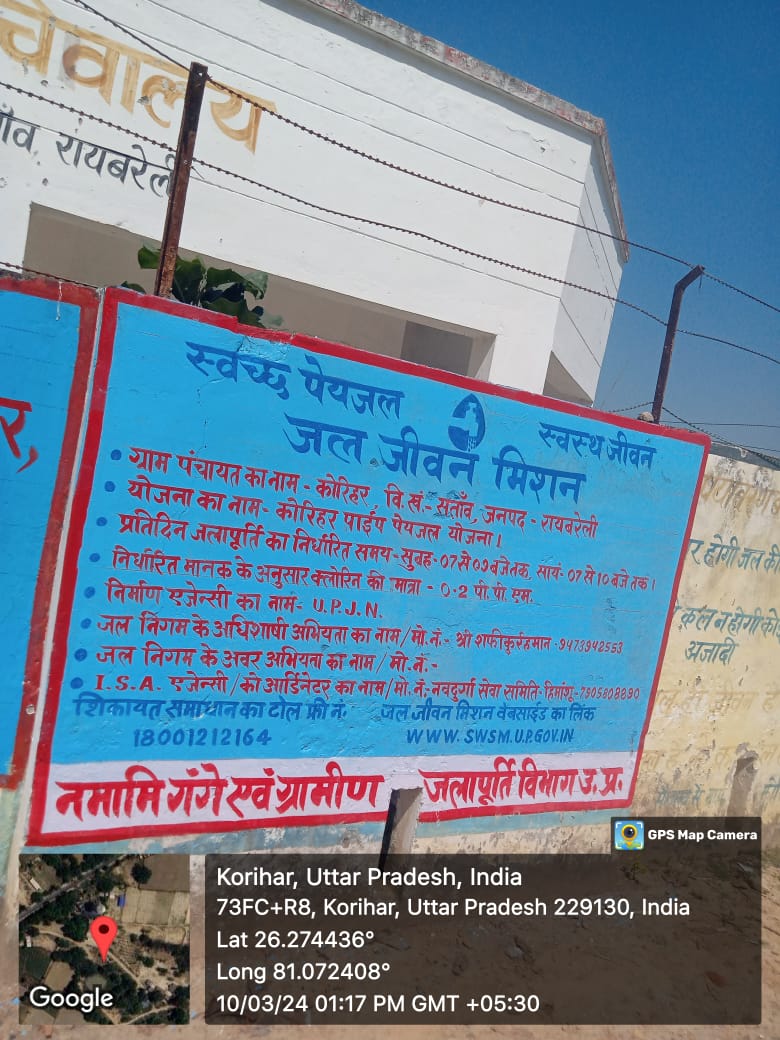 चिवालय
गाँव, रायबरेली
र,
स्वच्छ पेयजल
स्वस्थ जीवन
जल जीवन मिशन
• ग्राम पंचायत का नाम - कोरिहर, वि.खं.- सताँव, जनपद - रायबरेली
• योजना का नाम- कोरिहर पाईप पेयजल योजना।
• प्रतिदिन जलापूर्ति का निर्धारित समय-सुबह-07 से 09 बजे तक, सायं-07 से 10 बजे तक।
• निर्धारित मानक के अनुसार क्लोरिन की मात्रा - 0.2 पी. पी. एम.
• निर्माण एजेन्सी का नाम- U.P.J.N.
• जल निगम के अधिशाषी अभियंता का नाम/मो.नं.- श्री शफीकुर्रहमान-9473942553
• जल निगम के अवर अभियंता का नाम/मो.नं.-
• I.S.A. एजेन्सी/को आर्डिनेटर का नाम/मो.नं.-नवदुर्गा सेवा समिति-हिमांशू-7905808890
शिकायत समाधान का टोल फ्री नं. जल जीवन मिशन वेबसाईड का लिंक
18001212164 WWW.SWSM.UP.GOV.IN
नमामि गंगे एवं ग्रामीण जलापूर्ति विभाग उ.प्र.
र होगी जल की
कल न होगी की
अजादी
GPS Map Camera
Korihar, Uttar Pradesh, India
73FC+R8, Korihar, Uttar Pradesh 229130, India
Lat 26.274436°
Long 81.072408°
10/03/24 01:17 PM GMT +05:30
Google